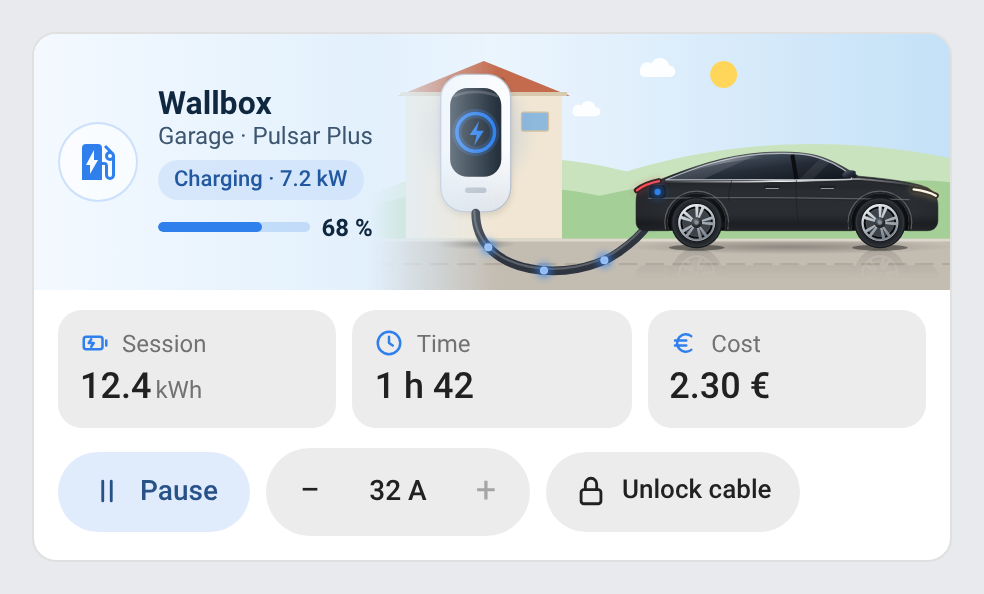 Wallbox
Garage · Pulsar Plus
Charging · 7.2 kW
68 %
Session
12.4 kWh
Time
1 h 42
Cost
2.30 €
Pause
− 32 A +
Unlock cable